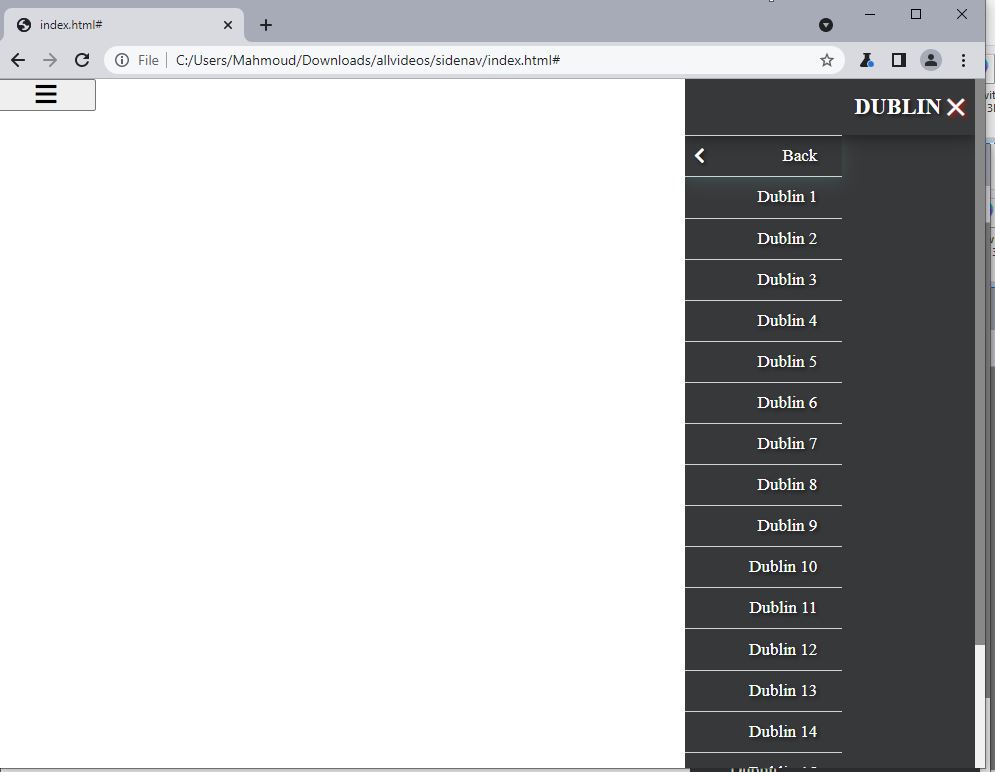 index.html#
File
C:/Users/Mahmoud/Downloads/allvideos/sidenav/index.html#
DUBLIN
Back
Dublin 1
Dublin 2
Dublin 3
Dublin 4
Dublin 5
Dublin 6
Dublin 7
Dublin 8
Dublin 9
Dublin 10
Dublin 11
Dublin 12
Dublin 13
Dublin 14